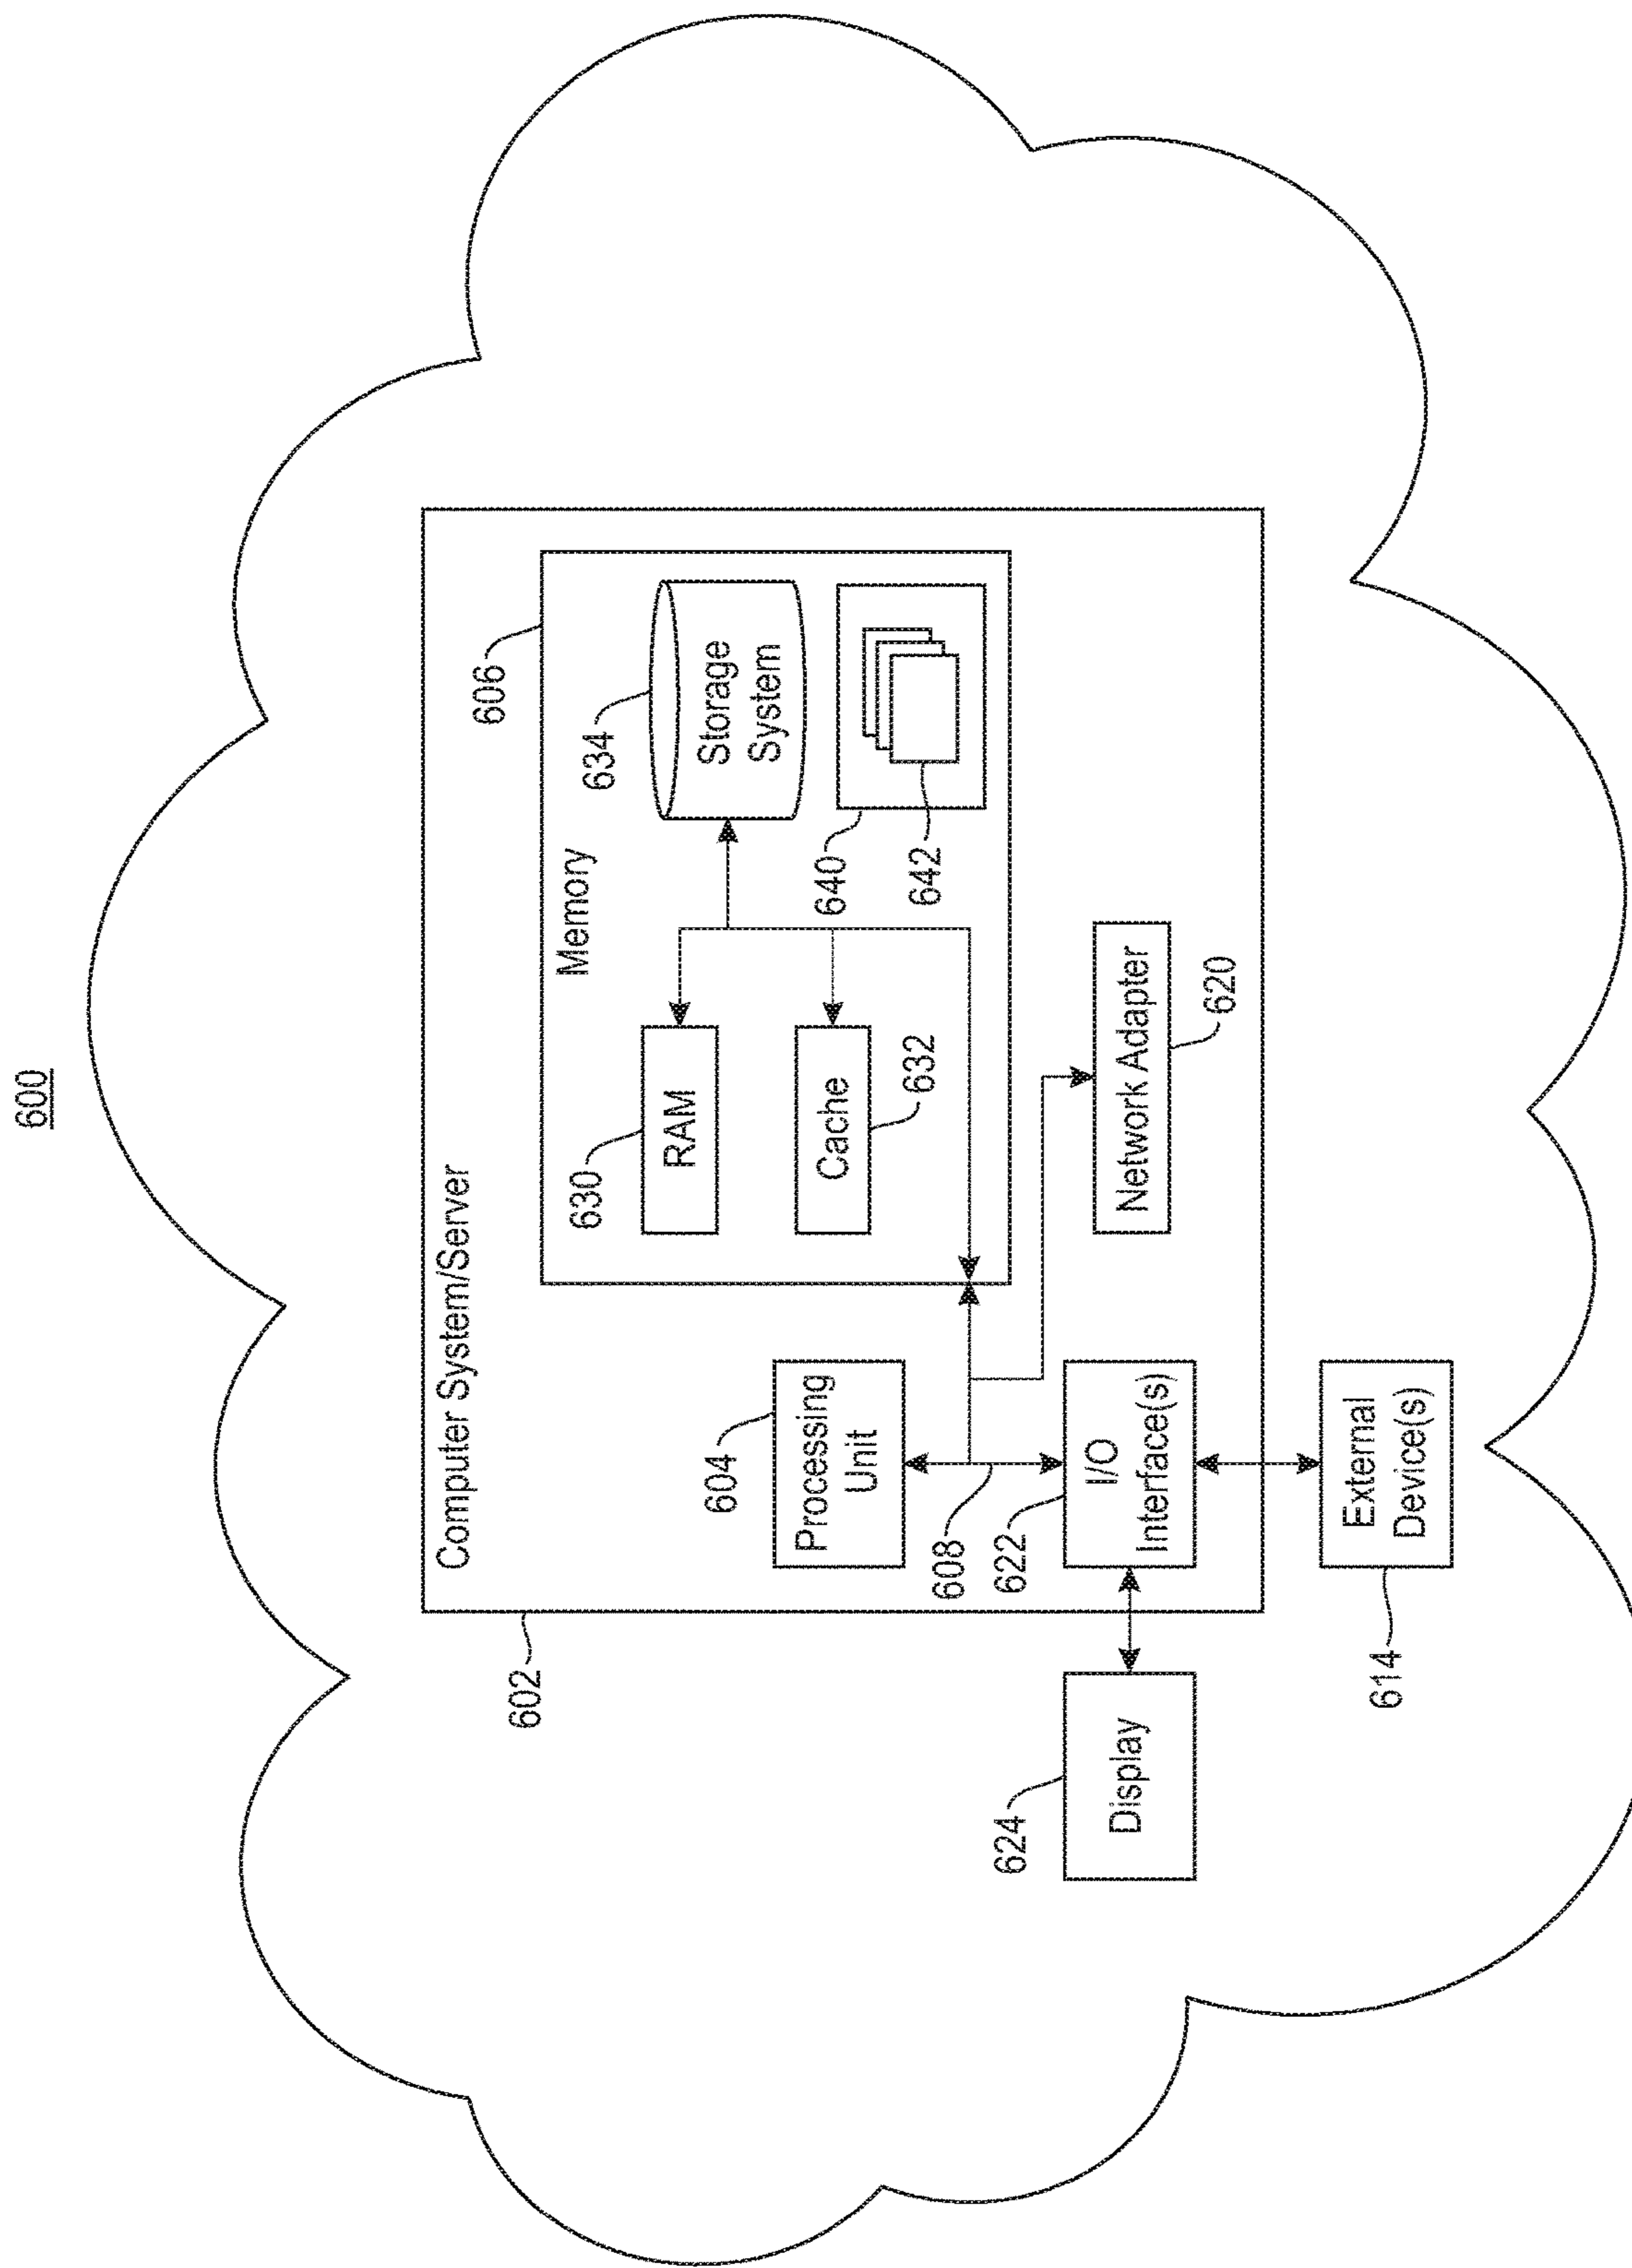 600
Computer System/Server
602
606
Memory
634
Storage
System
630
RAM
604
Processing
Unit
Cache
632
640
642
608
622
I/O
Interface(s)
624
Display
Network Adapter
620
External
Device(s)
614